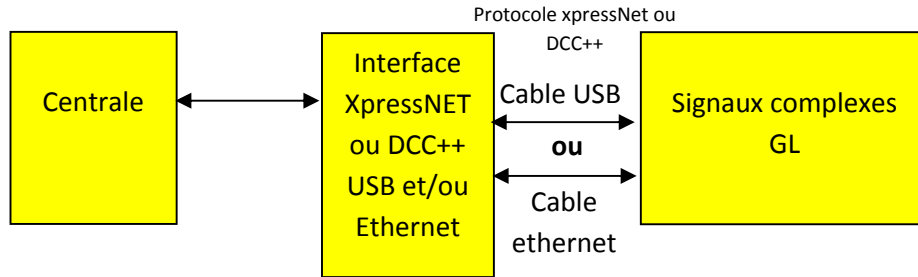 Protocole xpressNet ou
DCC++
Centrale
Interface
XpressNET
ou DCC++
USB et/ou
Ethernet
Cable USB
ou
Cable
ethernet
Signaux complexes
GL